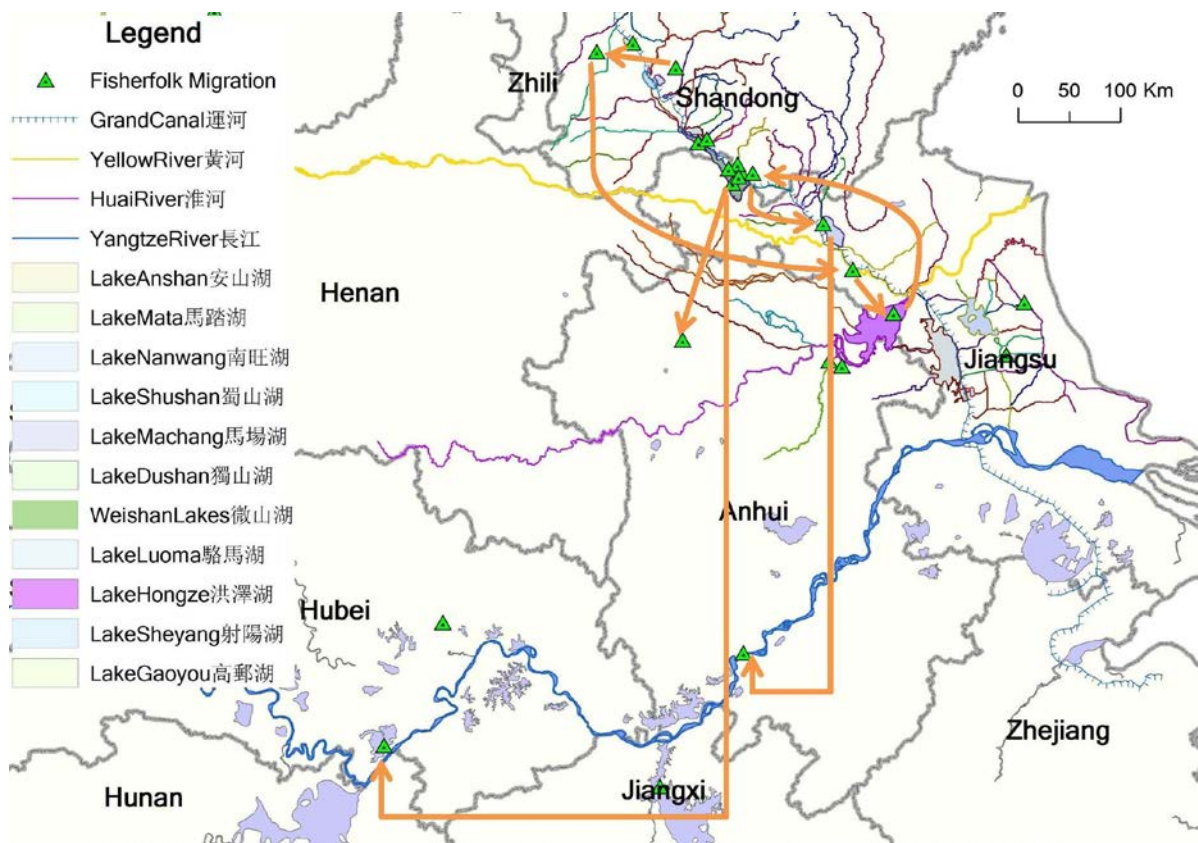 Legend
Fisherfolk Migration
GrandCanal運河
YellowRiver黃河
HuaiRiver淮河
YangtzeRiver長江
LakeAnshan安山湖
LakeMata馬踏湖
LakeNanwang南旺湖
LakeShushan蜀山湖
LakeMachang馬場湖
LakeDushan獨山湖
WeishanLakes微山湖
LakeLuoma駱馬湖
LakeHongze洪澤湖
LakeSheyang射陽湖
LakeGaoyou高郵湖
Zhili
Shandong
0 50 100 Km
Henan
Jiangsu
Anhui
Hubei
Zhejiang
Hunan
Jiangxi